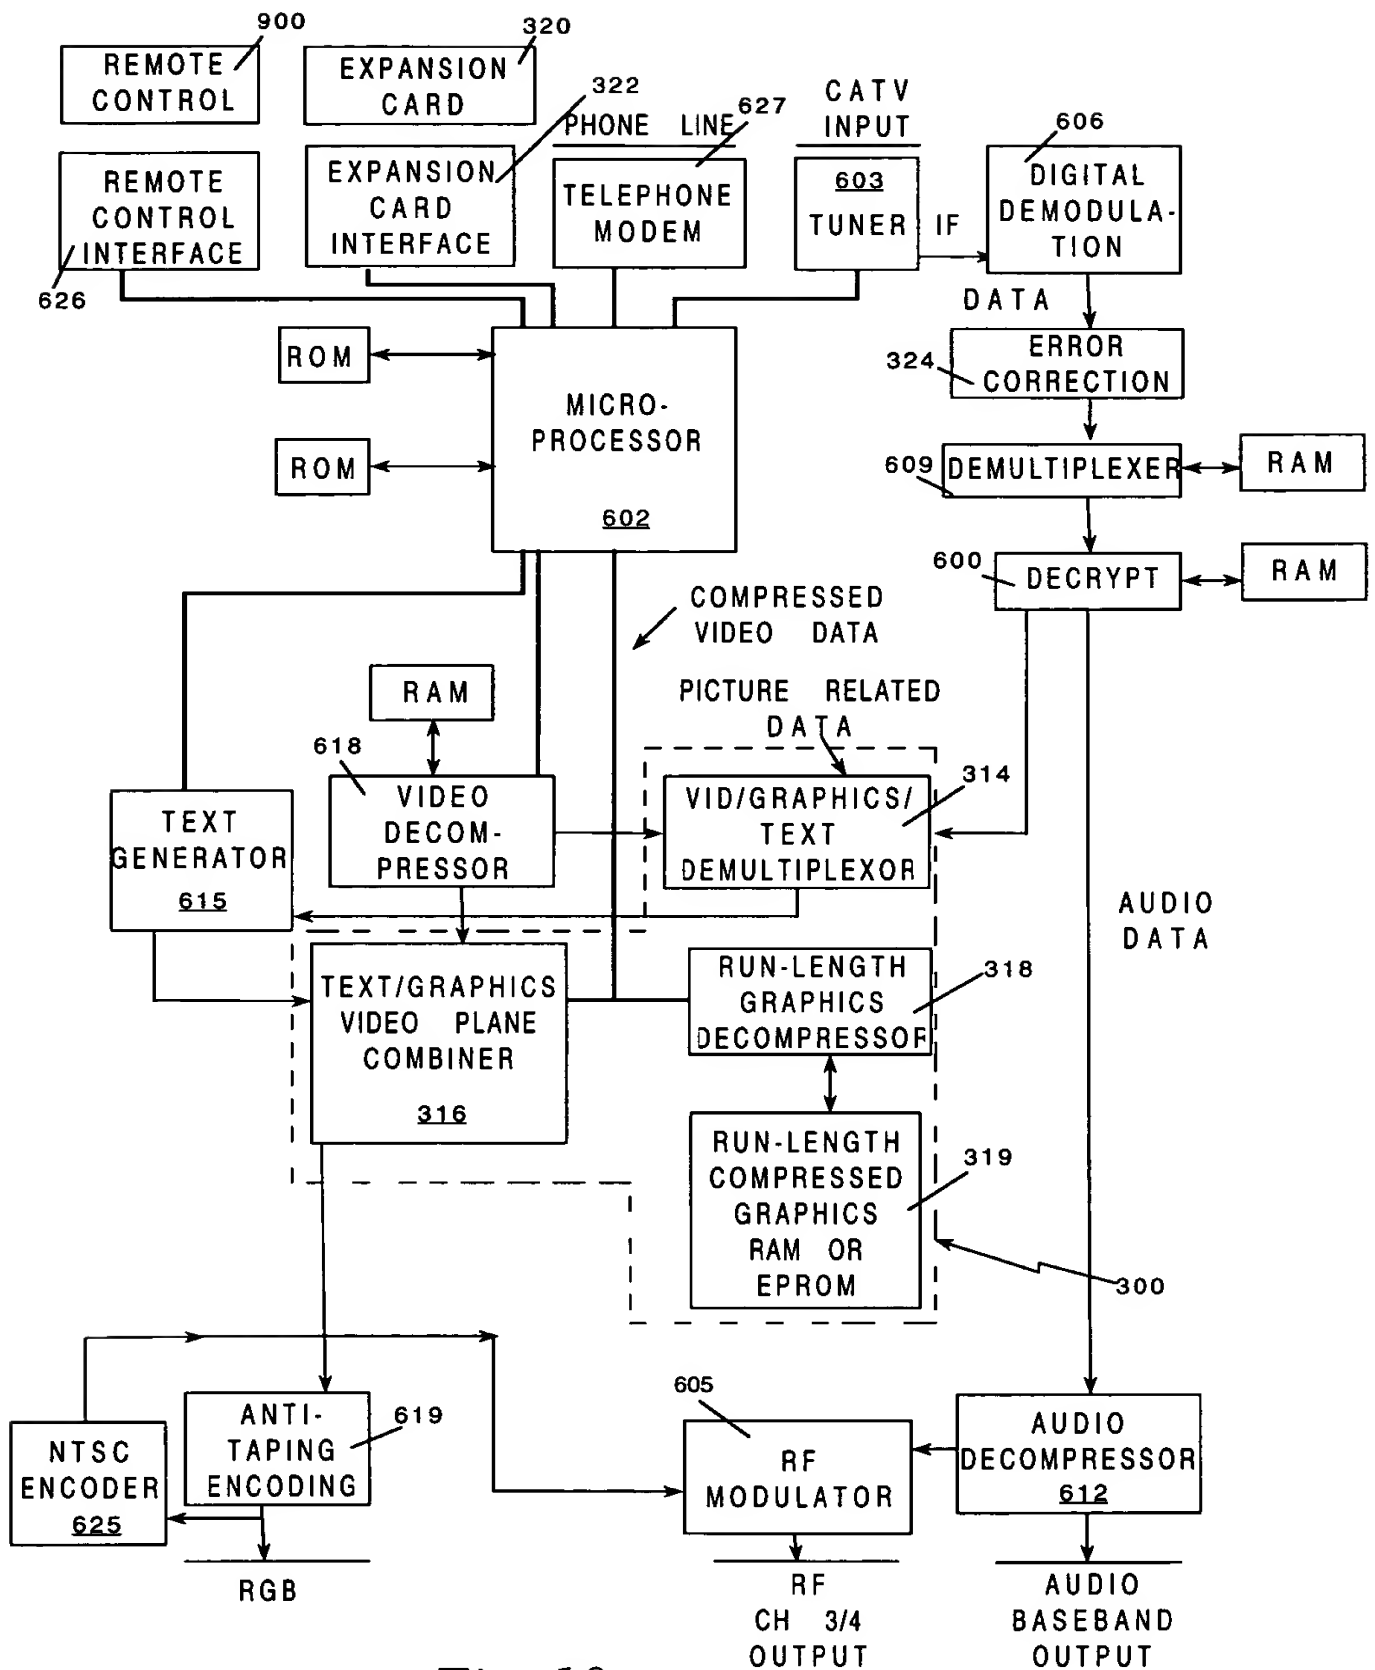 900
REMOTE
CONTROL
320
EXPANSION
CARD
322
PHONE LINE
627
CATV
INPUT
606
REMOTE
CONTROL
INTERFACE
626
EXPANSION
CARD
INTERFACE
TELEPHONE
MODEM
603
TUNER
IF
DIGITAL
DEMODULA-
TION
DATA
ROM
ROM
MICRO-
PROCESSOR
602
324
ERROR
CORRECTION
609
DEMULTIPLEXER
RAM
600
DECRYPT
RAM
COMPRESSED
VIDEO DATA
PICTURE RELATED
DATA
RAM
618
VIDEO
DECOM-
PRESSOR
314
VID/GRAPHICS/
TEXT
DEMULTIPLEXOR
TEXT
GENERATOR
615
AUDIO
DATA
TEXT/GRAPHICS
VIDEO PLANE
COMBINER
316
RUN-LENGTH
GRAPHICS
DECOMPRESSOR
318
RUN-LENGTH
COMPRESSED
GRAPHICS
RAM OR
EPROM
319
300
NTSC
ENCODER
625
ANTI-
TAPING
ENCODING
619
605
RF
MODULATOR
AUDIO
DECOMPRESSOR
612
RGB
RF
CH 3/4
OUTPUT
AUDIO
BASEBAND
OUTPUT